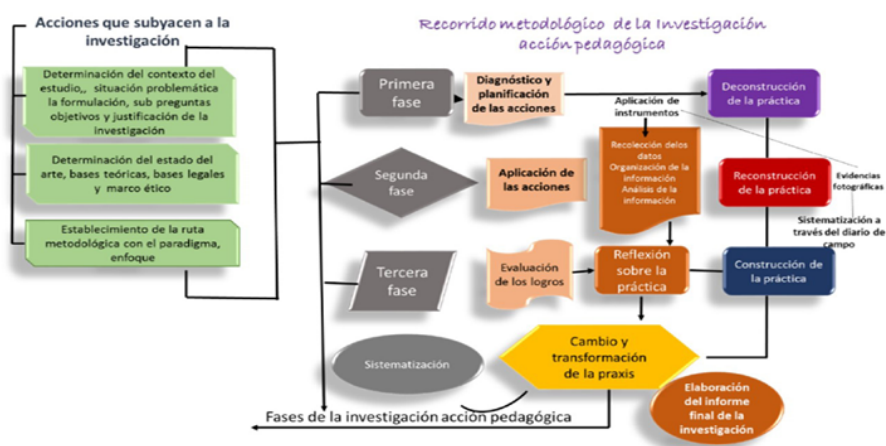 Acciones que subyacen a la
investigación
Determinación del contexto del
estudio,, situación problemática
la formulación, sub preguntas
objetivos y justificación de la
investigación
Determinación del estado del
arte, bases teóricas, bases legales
y marco ético
Establecimiento de la ruta
metodológica con el paradigma,
enfoque
Recorrido metodológico de la Investigación
acción pedagógica
Primera
fase
Diagnóstico y
planificación
de las acciones
Deconstrucción
de la práctica
Aplicación de
instrumentos
Recolección delos
datos
Organización de la
información
Análisis de la
información
Segunda
fase
Aplicación de
las acciones
Reconstrucción
de la práctica
Evidencias
fotográficas
Sistematización a
través del diario de
campo
Tercera
fase
Evaluación
de los logros
Reflexión
sobre la
práctica
Construcción de
la práctica
Sistematización
Cambio y
transformación
de la praxis
Elaboración
del informe
final de la
investigación
Fases de la investigación acción pedagógica